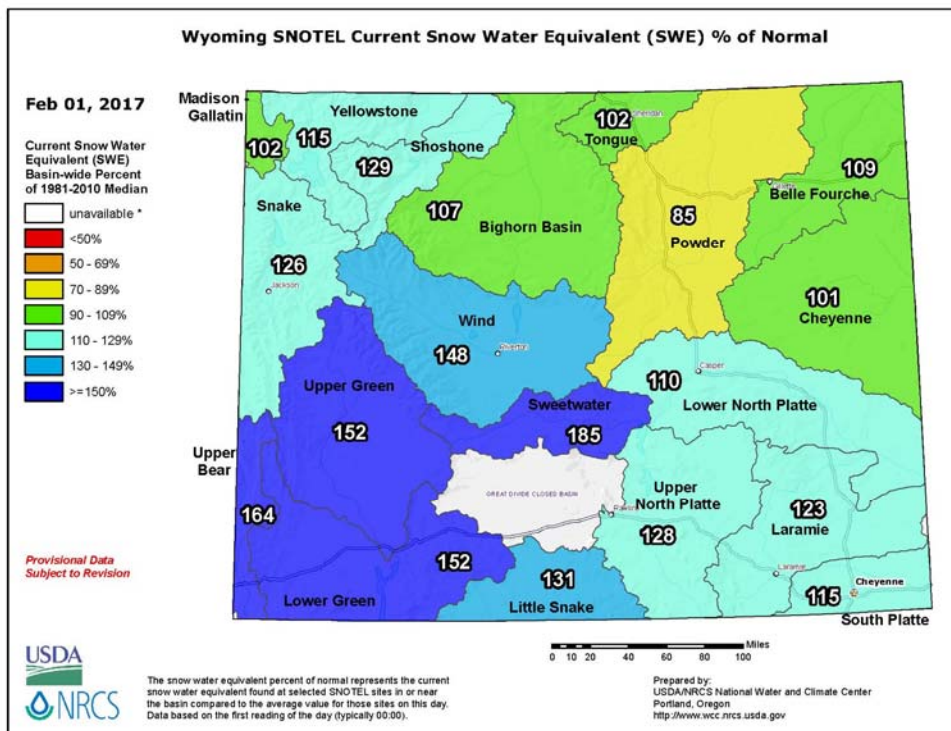 Wyoming SNOTEL Current Snow Water Equivalent (SWE) % of Normal
Feb 01, 2017
Current Snow Water
Equivalent (SWE)
Basin-wide Percent
of 1981-2010 Median
unavailable *
<50%
50 - 69%
70 - 89%
90 - 109%
110 - 129%
130 - 149%
>=150%
Provisional Data
Subject to Revision
Madison
Gallatin
102
Yellowstone
115
Shoshone
129
Snake
126
Jackson
107
Bighorn Basin
102
Tongue
Sheridan
85
Powder
109
Belle Fourche
101
Cheyenne
Wind
148
Riverton
Upper Green
152
Sweetwater
185
110
Casper
Lower North Platte
Upper
Bear
164
GREAT DIVIDE CLOSED BASIN
Upper
North Platte
128
Rawlins
123
Laramie
Laramie
152
Lower Green
131
Little Snake
115
Cheyenne
South Platte
Miles
0 10 20 40 60 80 100
USDA
NRCS
The snow water equivalent percent of normal represents the current
snow water equivalent found at selected SNOTEL sites in or near
the basin compared to the average value for those sites on this day.
Data based on the first reading of the day (typically 00:00).
Prepared by:
USDA/NRCS National Water and Climate Center
Portland, Oregon
http://www.wcc.nrcs.usda.gov